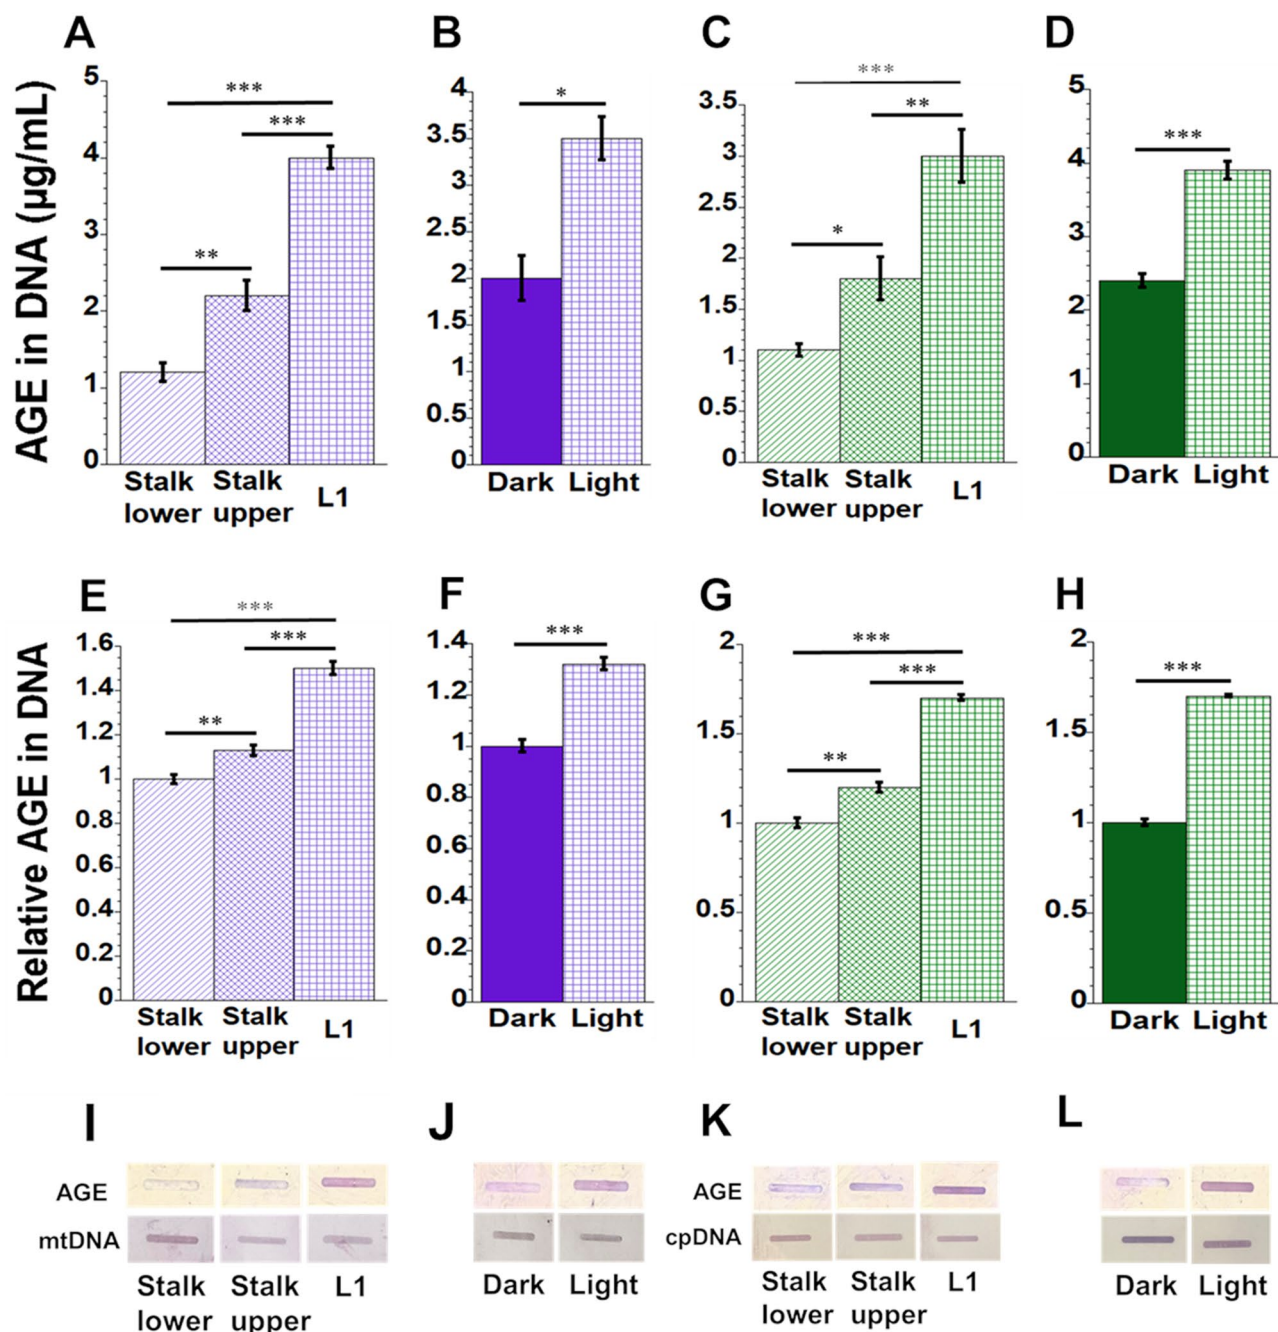 A
B
C
D
AGE in DNA (µg/mL)
5
4
3
2
1
0
***
***
**
Stalk lower
Stalk upper
L1
4
3.5
3
2.5
2
1.5
1
0.5
0
*
Dark Light
3.5
3
2.5
2
1.5
1
0.5
0
***
**
*
Stalk lower
Stalk upper
L1
5
4
3
2
1
0
***
Dark Light
E
F
G
H
Relative AGE in DNA
1.6
1.4
1.2
1
0.8
0.6
0.4
0.2
0
***
***
**
Stalk lower
Stalk upper
L1
1.4
1.2
1
0.8
0.6
0.4
0.2
0
***
Dark Light
2
1.5
1
0.5
0
***
***
**
Stalk lower
Stalk upper
L1
2
1.5
1
0.5
0
***
Dark Light
I
J
K
L
AGE
mtDNA
Stalk lower
Stalk upper
L1
Dark Light
AGE
cpDNA
Stalk lower
Stalk upper
L1
Dark Light